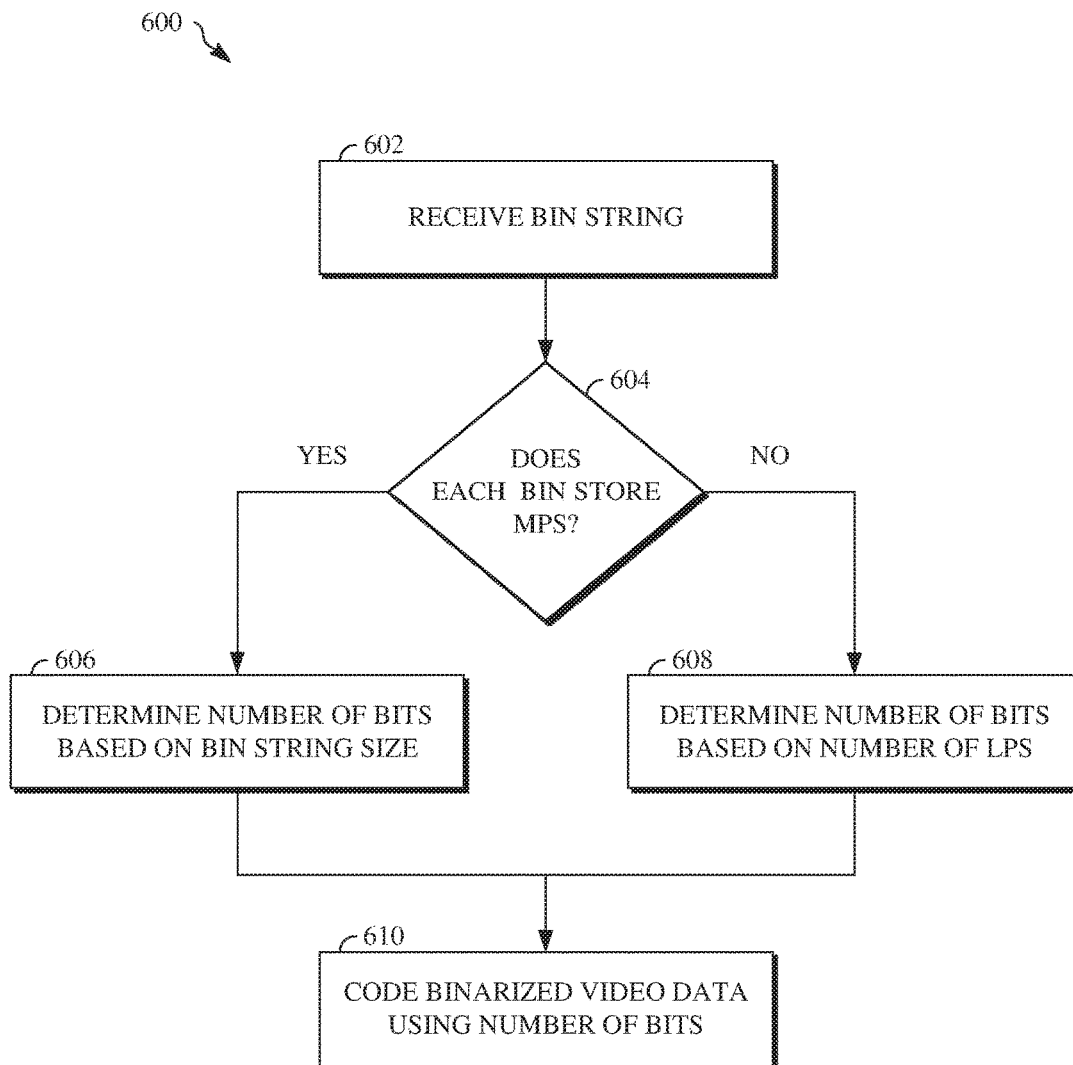 600
602
RECEIVE BIN STRING
604
YES
DOES
EACH BIN STORE
MPS?
NO
606
DETERMINE NUMBER OF BITS
BASED ON BIN STRING SIZE
608
DETERMINE NUMBER OF BITS
BASED ON NUMBER OF LPS
610
CODE BINARIZED VIDEO DATA
USING NUMBER OF BITS